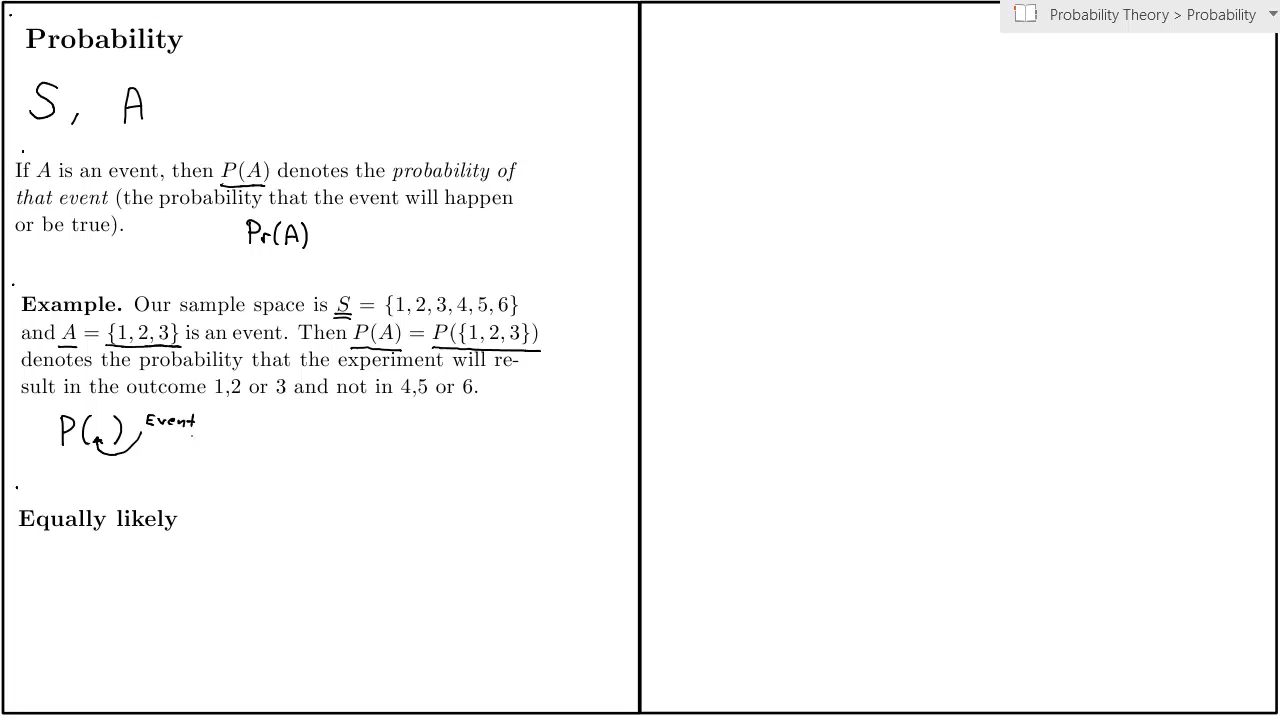 Probability Theory > Probability
Probability
S, A
If A is an event, then P(A) denotes the probability of
that event (the probability that the event will happen
or be true).
Pr(A)
Example. Our sample space is S = {1, 2, 3, 4, 5, 6}
and A = {1, 2, 3} is an event. Then P(A) = P({1, 2, 3})
denotes the probability that the experiment will re-
sult in the outcome 1,2 or 3 and not in 4,5 or 6.
P( ) Event
Equally likely